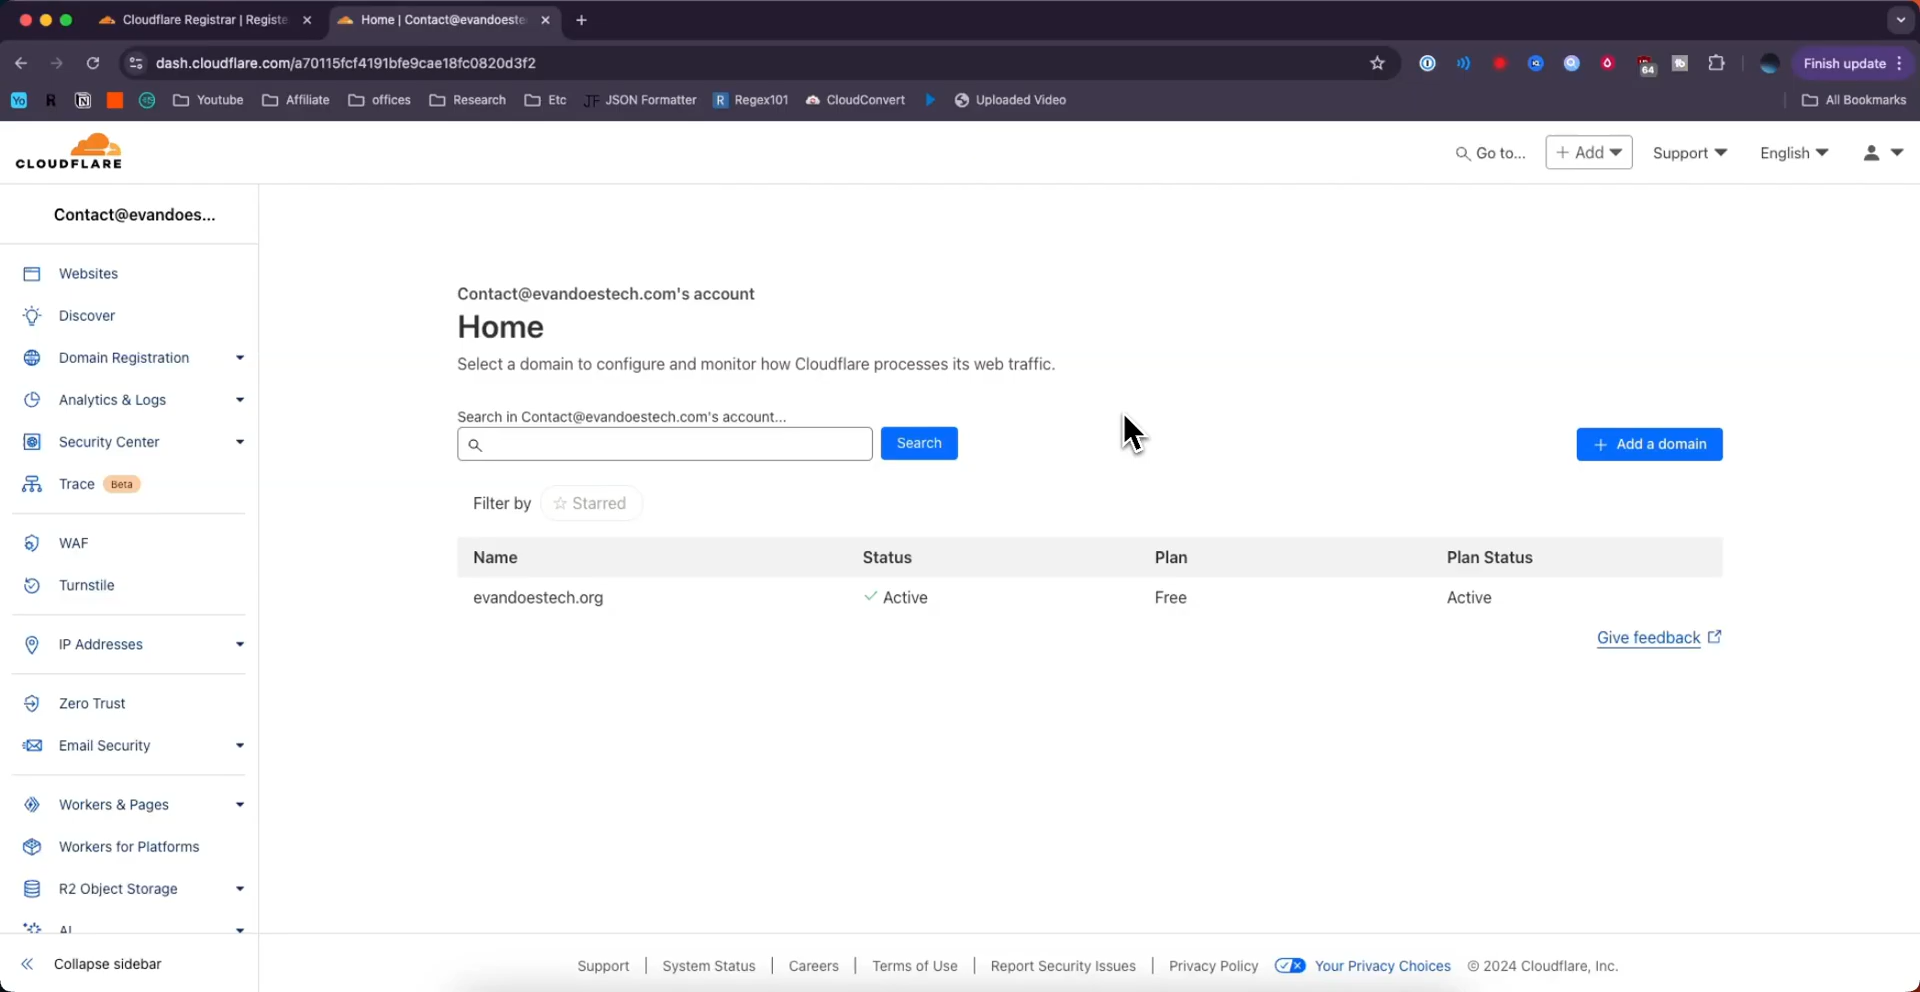 Cloudflare Registrar | Registe
Home | Contact@evandoeste
dash.cloudflare.com/a70115fcf4191bfe9cae18fc0820d3f2
64
Finish update
Yo
R
Youtube
Affiliate
offices
Research
Etc
JF JSON Formatter
R Regex101
CloudConvert
Uploaded Video
All Bookmarks
CLOUDFLARE
Go to...
+ Add
Support
English
Contact@evandoes...
Websites
Discover
Domain Registration
Analytics & Logs
Security Center
Trace Beta
WAF
Turnstile
IP Addresses
Zero Trust
Email Security
Workers & Pages
Workers for Platforms
R2 Object Storage
AI
Collapse sidebar
Contact@evandoestech.com's account
Home
Select a domain to configure and monitor how Cloudflare processes its web traffic.
Search in Contact@evandoestech.com's account...
Search
+ Add a domain
Filter by Starred
Name Status Plan Plan Status
evandoestech.org Active Free Active
Give feedback
Support | System Status | Careers | Terms of Use | Report Security Issues | Privacy Policy Your Privacy Choices © 2024 Cloudflare, Inc.